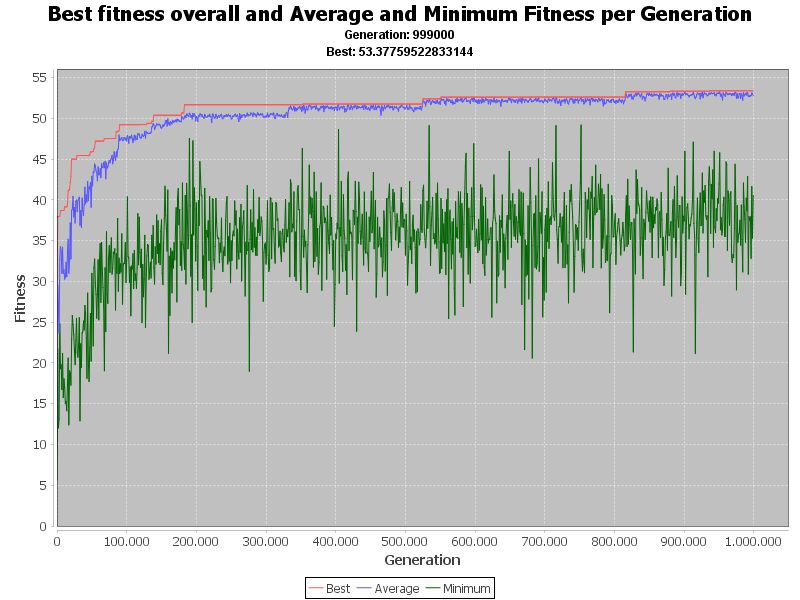 Best fitness overall and Average and Minimum Fitness per Generation
Generation: 999000
Best: 53.37759522833144
55
50
45
40
35
30
25
20
15
10
5
0
Fitness
0 100.000 200.000 300.000 400.000 500.000 600.000 700.000 800.000 900.000 1.000.000
Generation
Best Average Minimum